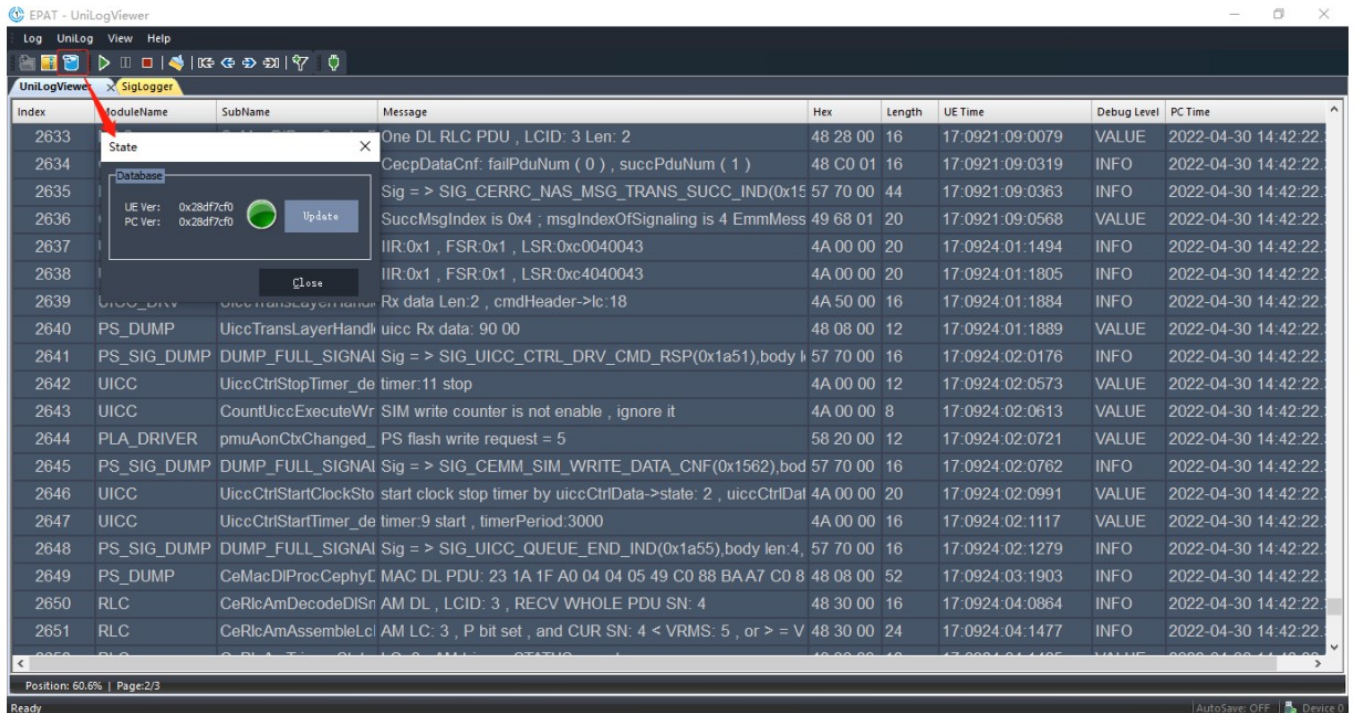 EPAT - UniLogViewer
Log UniLog View Help
UniLogViewer SigLogger
Index ModuleName SubName Message Hex Length UE Time Debug Level PC Time
2633 One DL RLC PDU , LCID: 3 Len: 2 48 28 00 16 17:0921:09:0079 VALUE 2022-04-30 14:42:22.
State
2634 CecpDataCnf: failPduNum ( 0 ) , succPduNum ( 1 ) 48 C0 01 16 17:0921:09:0319 INFO 2022-04-30 14:42:22.
Database
2635 Sig = > SIG_CERRC_NAS_MSG_TRANS_SUCC_IND(0x15 57 70 00 44 17:0921:09:0363 INFO 2022-04-30 14:42:22.
UE Ver: 0x28df7cf0
PC Ver: 0x28df7cf0
Update
2636 SuccMsgIndex is 0x4 ; msgIndexOfSignaling is 4 EmmMess 49 68 01 20 17:0921:09:0568 VALUE 2022-04-30 14:42:22.
2637 IIR:0x1 , FSR:0x1 , LSR:0xc0040043 4A 00 00 20 17:0924:01:1494 INFO 2022-04-30 14:42:22.
2638 IIR:0x1 , FSR:0x1 , LSR:0xc4040043 4A 00 00 20 17:0924:01:1805 INFO 2022-04-30 14:42:22.
Close
2639 UICC_DRV UiccTransLayerHandl Rx data Len:2 , cmdHeader->lc:18 4A 50 00 16 17:0924:01:1884 INFO 2022-04-30 14:42:22.
2640 PS_DUMP UiccTransLayerHandl uicc Rx data: 90 00 48 08 00 12 17:0924:01:1889 VALUE 2022-04-30 14:42:22.
2641 PS_SIG_DUMP DUMP_FULL_SIGNAL Sig = > SIG_UICC_CTRL_DRV_CMD_RSP(0x1a51),body l 57 70 00 16 17:0924:02:0176 INFO 2022-04-30 14:42:22.
2642 UICC UiccCtrlStopTimer_de timer:11 stop 4A 00 00 12 17:0924:02:0573 VALUE 2022-04-30 14:42:22.
2643 UICC CountUiccExecuteWr SIM write counter is not enable , ignore it 4A 00 00 8 17:0924:02:0613 VALUE 2022-04-30 14:42:22.
2644 PLA_DRIVER pmuAonCtxChanged_ PS flash write request = 5 58 20 00 12 17:0924:02:0721 VALUE 2022-04-30 14:42:22.
2645 PS_SIG_DUMP DUMP_FULL_SIGNAL Sig = > SIG_CEMM_SIM_WRITE_DATA_CNF(0x1562),bod 57 70 00 16 17:0924:02:0762 INFO 2022-04-30 14:42:22.
2646 UICC UiccCtrlStartClockSto start clock stop timer by uiccCtrlData->state: 2 , uiccCtrlDat 4A 00 00 20 17:0924:02:0991 VALUE 2022-04-30 14:42:22.
2647 UICC UiccCtrlStartTimer_de timer:9 start , timerPeriod:3000 4A 00 00 16 17:0924:02:1117 VALUE 2022-04-30 14:42:22.
2648 PS_SIG_DUMP DUMP_FULL_SIGNAL Sig = > SIG_UICC_QUEUE_END_IND(0x1a55),body len:4, 57 70 00 16 17:0924:02:1279 INFO 2022-04-30 14:42:22.
2649 PS_DUMP CeMacDlProcCephyD MAC DL PDU: 23 1A 1F A0 04 04 05 49 C0 88 BA A7 C0 8 48 08 00 52 17:0924:03:1903 INFO 2022-04-30 14:42:22.
2650 RLC CeRlcAmDecodeDlSn AM DL , LCID: 3 , RECV WHOLE PDU SN: 4 48 30 00 16 17:0924:04:0864 INFO 2022-04-30 14:42:22.
2651 RLC CeRlcAmAssembleLcl AM LC: 3 , P bit set , and CUR SN: 4 < VRMS: 5 , or > = V 48 30 00 24 17:0924:04:1477 INFO 2022-04-30 14:42:22.
Position: 60.6% | Page:2/3
Ready AutoSave: OFF Device 0